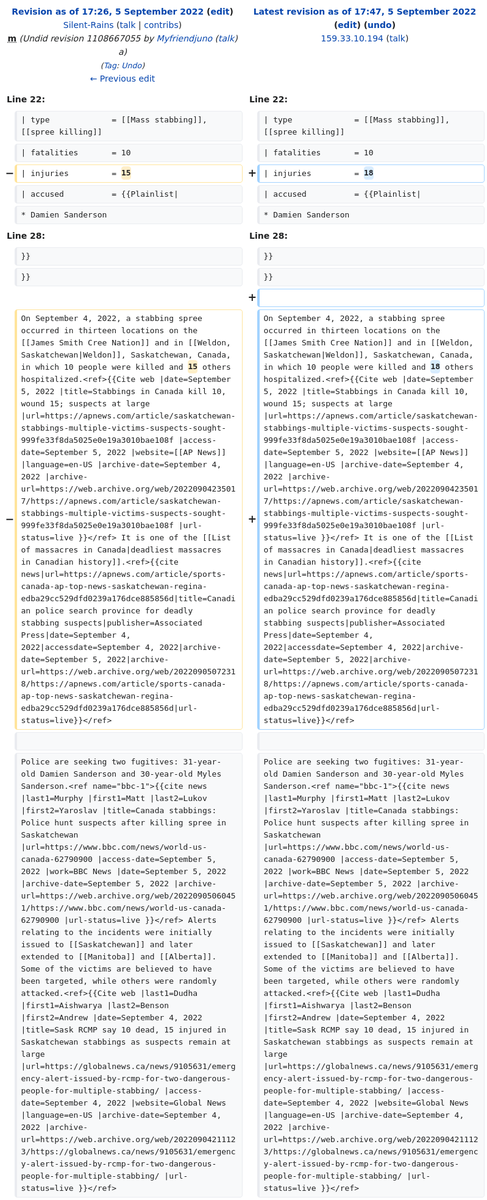 Revision as of 17:26, 5 September 2022 (edit)
Silent-Rains (talk | contribs)
m (Undid revision 1108667055 by Myfriendjuno (talk)
a)
(Tag: Undo)
← Previous edit
Latest revision as of 17:47, 5 September 2022
(edit) (undo)
159.33.10.194 (talk)
Line 22:
Line 22:
| type = [[Mass stabbing]],
[[spree killing]]
| type = [[Mass stabbing]],
[[spree killing]]
| fatalities = 10
| fatalities = 10
− | injuries = 15
+ | injuries = 18
| accused = {{Plainlist|
| accused = {{Plainlist|
* Damien Sanderson
* Damien Sanderson
Line 28:
Line 28:
}}
}}
}}
}}
+
−
On September 4, 2022, a stabbing spree
occurred in thirteen locations on the
[[James Smith Cree Nation]] and in [[Weldon,
Saskatchewan|Weldon]], Saskatchewan, Canada,
in which 10 people were killed and 15 others
hospitalized.<ref>{{Cite web |date=September
5, 2022 |title=Stabbings in Canada kill 10,
wound 15; suspects at large
|url=https://apnews.com/article/saskatchewan-
stabbings-multiple-victims-suspects-sought-
999fe33f8da5025e0e19a3010bae108f |access-
date=September 5, 2022 |website=[[AP News]]
|language=en-US |archive-date=September 4,
2022 |archive-
url=https://web.archive.org/web/2022090423501
7/https://apnews.com/article/saskatchewan-
stabbings-multiple-victims-suspects-sought-
999fe33f8da5025e0e19a3010bae108f |url-
status=live }}</ref> It is one of the [[List
of massacres in Canada|deadliest massacres
in Canadian history]].<ref>{{cite
news|url=https://apnews.com/article/sports-
canada-ap-top-news-saskatchewan-regina-
edba29cc529dfd0239a176dce885856d|title=Canadi
an police search province for deadly
stabbing suspects|publisher=Associated
Press|date=September 4,
2022|accessdate=September 4, 2022|archive-
date=September 5, 2022|archive-
url=https://web.archive.org/web/2022090507231
8/https://apnews.com/article/sports-canada-
ap-top-news-saskatchewan-regina-
edba29cc529dfd0239a176dce885856d|url-
status=live}}</ref>
+
On September 4, 2022, a stabbing spree
occurred in thirteen locations on the
[[James Smith Cree Nation]] and in [[Weldon,
Saskatchewan|Weldon]], Saskatchewan, Canada,
in which 10 people were killed and 18 others
hospitalized.<ref>{{Cite web |date=September
5, 2022 |title=Stabbings in Canada kill 10,
wound 15; suspects at large
|url=https://apnews.com/article/saskatchewan-
stabbings-multiple-victims-suspects-sought-
999fe33f8da5025e0e19a3010bae108f |access-
date=September 5, 2022 |website=[[AP News]]
|language=en-US |archive-date=September 4,
2022 |archive-
url=https://web.archive.org/web/2022090423501
7/https://apnews.com/article/saskatchewan-
stabbings-multiple-victims-suspects-sought-
999fe33f8da5025e0e19a3010bae108f |url-
status=live }}</ref> It is one of the [[List
of massacres in Canada|deadliest massacres
in Canadian history]].<ref>{{cite
news|url=https://apnews.com/article/sports-
canada-ap-top-news-saskatchewan-regina-
edba29cc529dfd0239a176dce885856d|title=Canadi
an police search province for deadly
stabbing suspects|publisher=Associated
Press|date=September 4,
2022|accessdate=September 4, 2022|archive-
date=September 5, 2022|archive-
url=https://web.archive.org/web/2022090507231
8/https://apnews.com/article/sports-canada-
ap-top-news-saskatchewan-regina-
edba29cc529dfd0239a176dce885856d|url-
status=live}}</ref>
Police are seeking two fugitives: 31-year-
old Damien Sanderson and 30-year-old Myles
Sanderson.<ref name="bbc-1">{{cite news
|last1=Murphy |first1=Matt |last2=Lukov
|first2=Yaroslav |title=Canada stabbings:
Police hunt suspects after killing spree in
Saskatchewan
|url=https://www.bbc.com/news/world-us-
canada-62790900 |access-date=September 5,
2022 |work=BBC News |date=September 5, 2022
|archive-date=September 5, 2022 |archive-
url=https://web.archive.org/web/2022090506045
1/https://www.bbc.com/news/world-us-canada-
62790900 |url-status=live }}</ref> Alerts
relating to the incidents were initially
issued to [[Saskatchewan]] and later
extended to [[Manitoba]] and [[Alberta]].
Some of the victims are believed to have
been targeted, while others were randomly
attacked.<ref>{{Cite web |last1=Dudha
|first1=Aishwarya |last2=Benson
|first2=Andrew |date=September 4, 2022
|title=Sask RCMP say 10 dead, 15 injured in
Saskatchewan stabbings as suspects remain at
large
|url=https://globalnews.ca/news/9105631/emerg
ency-alert-issued-by-rcmp-for-two-dangerous-
people-for-multiple-stabbing/ |access-
date=September 4, 2022 |website=Global News
|language=en-US |archive-date=September 4,
2022 |archive-
url=https://web.archive.org/web/2022090421112
3/https://globalnews.ca/news/9105631/emergenc
y-alert-issued-by-rcmp-for-two-dangerous-
people-for-multiple-stabbing/ |url-
status=live }}</ref>
Police are seeking two fugitives: 31-year-
old Damien Sanderson and 30-year-old Myles
Sanderson.<ref name="bbc-1">{{cite news
|last1=Murphy |first1=Matt |last2=Lukov
|first2=Yaroslav |title=Canada stabbings:
Police hunt suspects after killing spree in
Saskatchewan
|url=https://www.bbc.com/news/world-us-
canada-62790900 |access-date=September 5,
2022 |work=BBC News |date=September 5, 2022
|archive-date=September 5, 2022 |archive-
url=https://web.archive.org/web/2022090506045
1/https://www.bbc.com/news/world-us-canada-
62790900 |url-status=live }}</ref> Alerts
relating to the incidents were initially
issued to [[Saskatchewan]] and later
extended to [[Manitoba]] and [[Alberta]].
Some of the victims are believed to have
been targeted, while others were randomly
attacked.<ref>{{Cite web |last1=Dudha
|first1=Aishwarya |last2=Benson
|first2=Andrew |date=September 4, 2022
|title=Sask RCMP say 10 dead, 15 injured in
Saskatchewan stabbings as suspects remain at
large
|url=https://globalnews.ca/news/9105631/emerg
ency-alert-issued-by-rcmp-for-two-dangerous-
people-for-multiple-stabbing/ |access-
date=September 4, 2022 |website=Global News
|language=en-US |archive-date=September 4,
2022 |archive-
url=https://web.archive.org/web/2022090421112
3/https://globalnews.ca/news/9105631/emergenc
y-alert-issued-by-rcmp-for-two-dangerous-
people-for-multiple-stabbing/ |url-
status=live }}</ref>